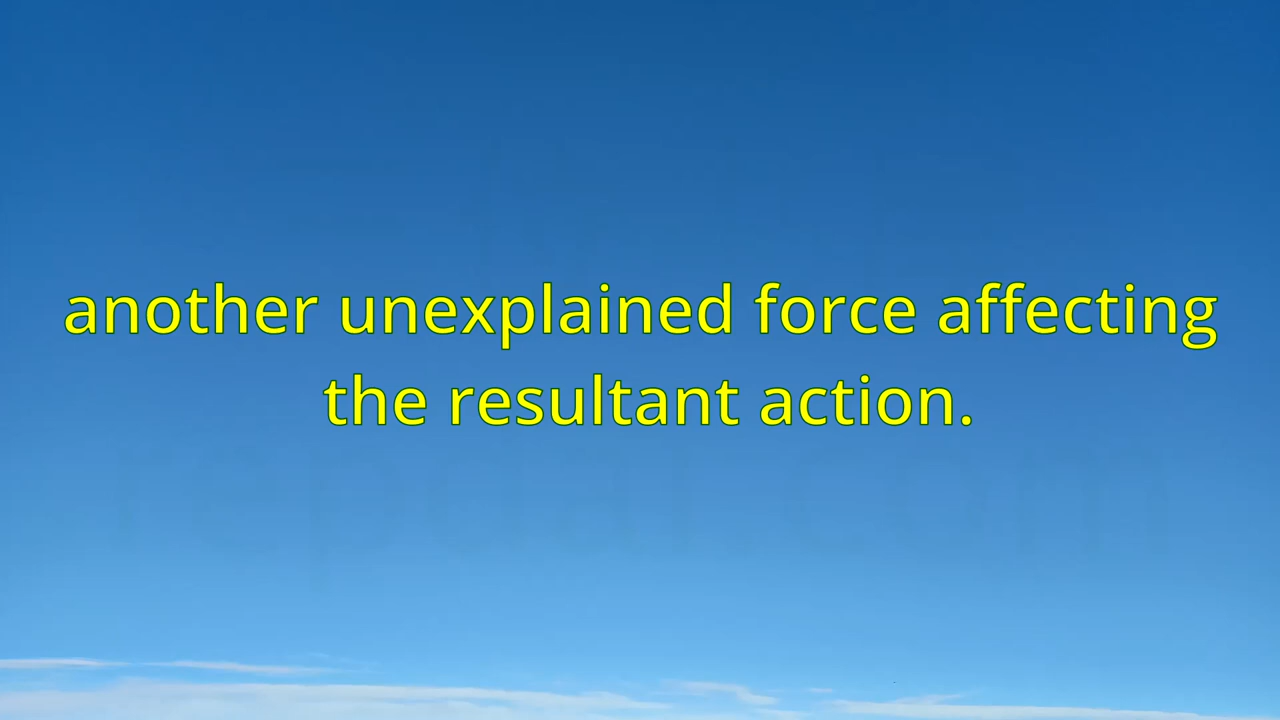 another unexplained force affecting
the resultant action.